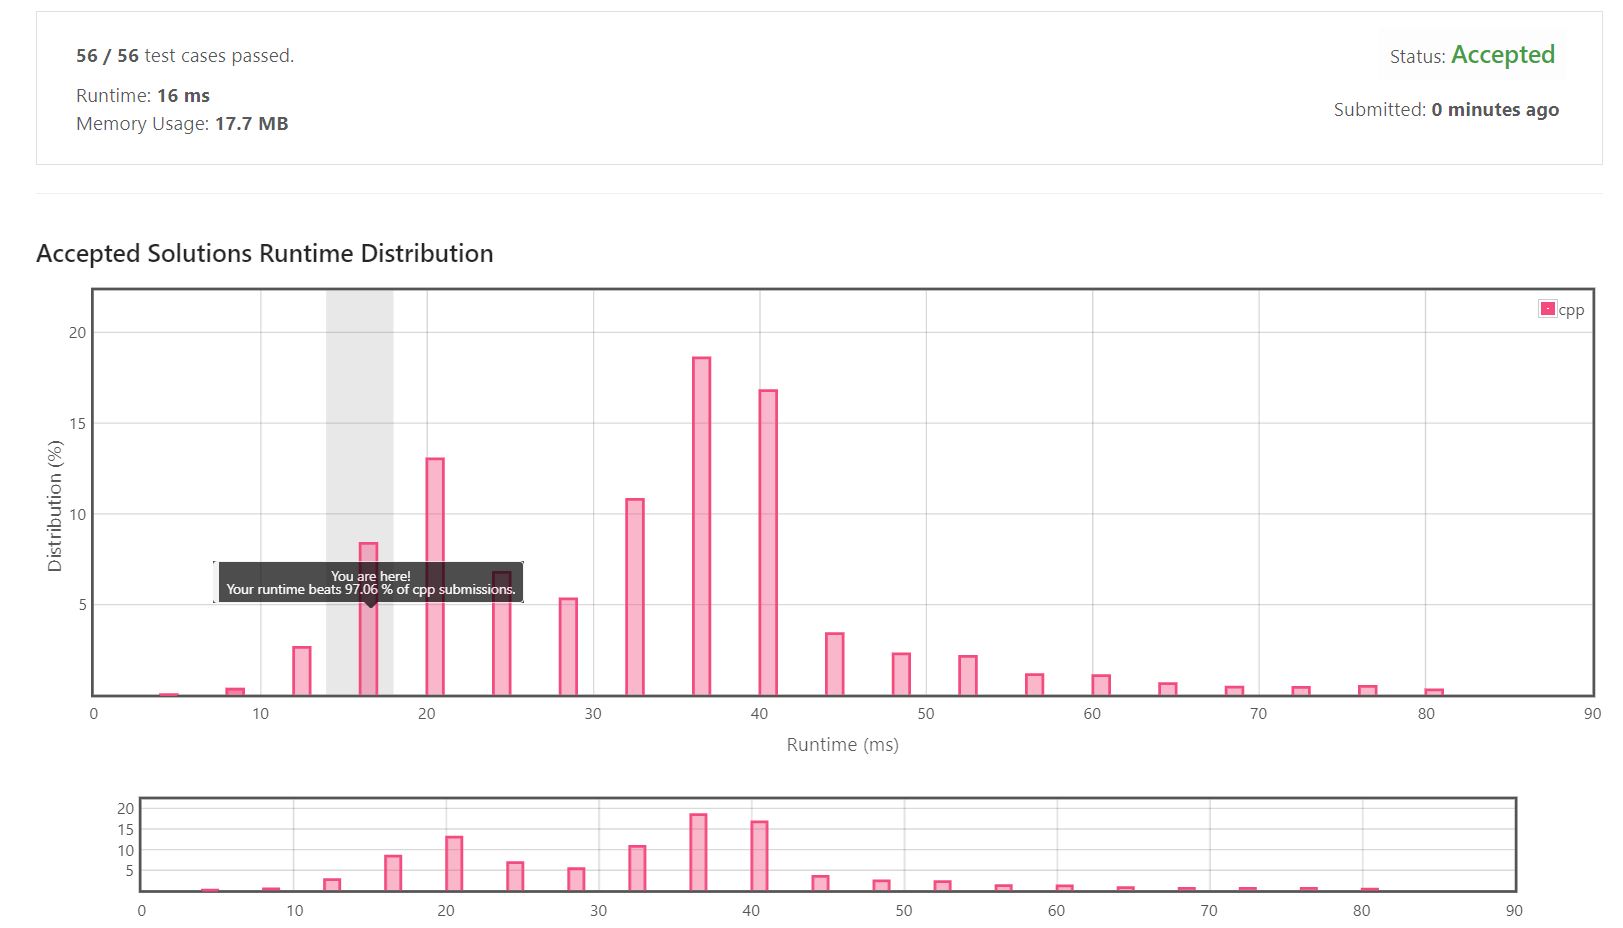 56 / 56 test cases passed.
Status: Accepted
Runtime: 16 ms
Submitted: 0 minutes ago
Memory Usage: 17.7 MB
Accepted Solutions Runtime Distribution
cpp
20
15
10
5
Distribution (%)
You are here!
Your runtime beats 97.06 % of cpp submissions.
0 10 20 30 40 50 60 70 80 90
Runtime (ms)
20
15
10
5
0 10 20 30 40 50 60 70 80 90